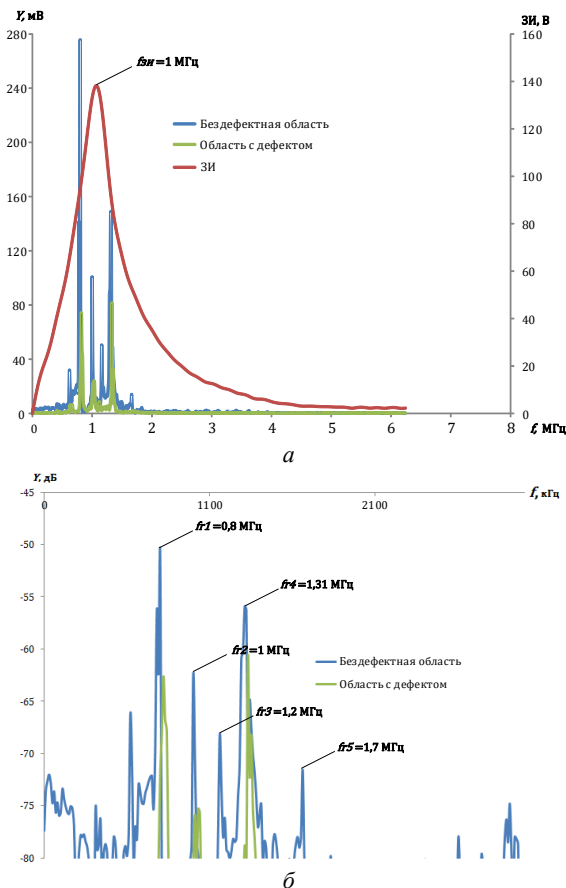 Y, мВ
ЗИ, В
280
240
200
160
120
80
40
0
160
140
120
100
80
60
40
20
0
fзи=1 МГц
Бездефектная область
Область с дефектом
ЗИ
0 1 2 3 4 5 6 7 8
f, МГц
а
Y, дБ
f, кГц
0 1100 2100
-45
-50
-55
-60
-65
-70
-75
-80
fr1=0,8 МГц
fr4=1,31 МГц
fr2=1 МГц
Бездефектная область
Область с дефектом
fr3=1,2 МГц
fr5=1,7 МГц
б